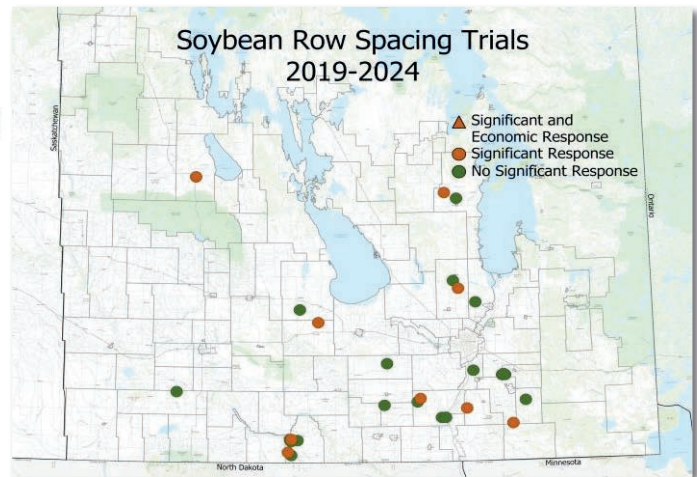 Soybean Row Spacing Trials
2019-2024
Significant and
Economic Response
Significant Response
No Significant Response
Saskatchewan
Ontario
North Dakota
Minnesota